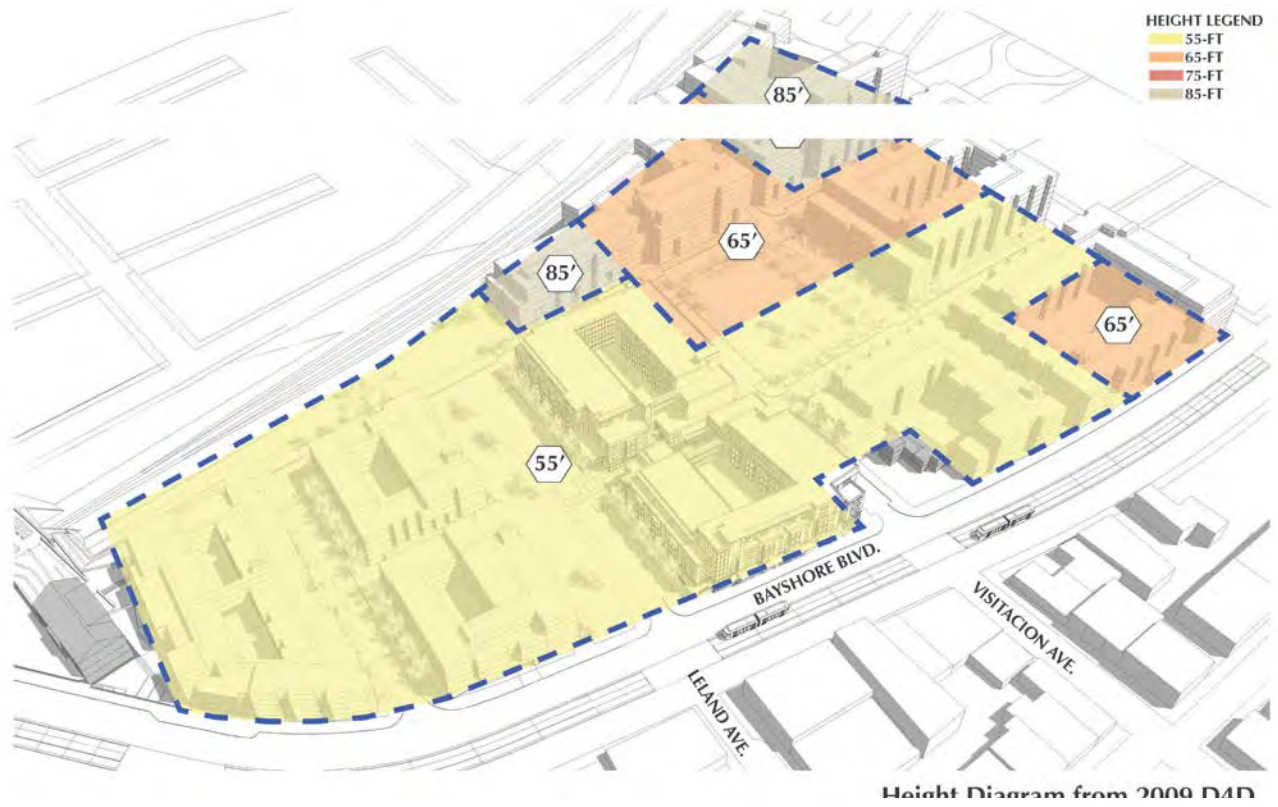 HEIGHT LEGEND
55-FT
65-FT
75-FT
85-FT
85'
65'
85'
65'
55'
BAYSHORE BLVD.
VISITACION AVE.
LELAND AVE.
Height Diagram from 2009 D4D